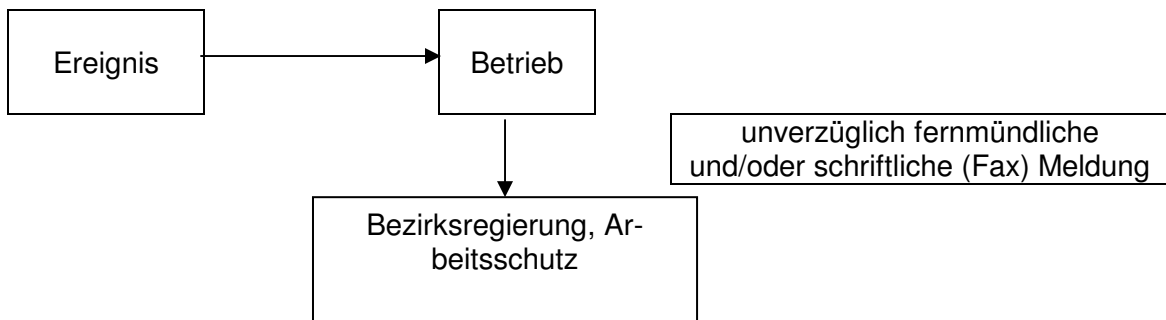 Ereignis
Betrieb
unverzüglich fernmündliche
und/oder schriftliche (Fax) Meldung
Bezirksregierung, Ar-
beitsschutz